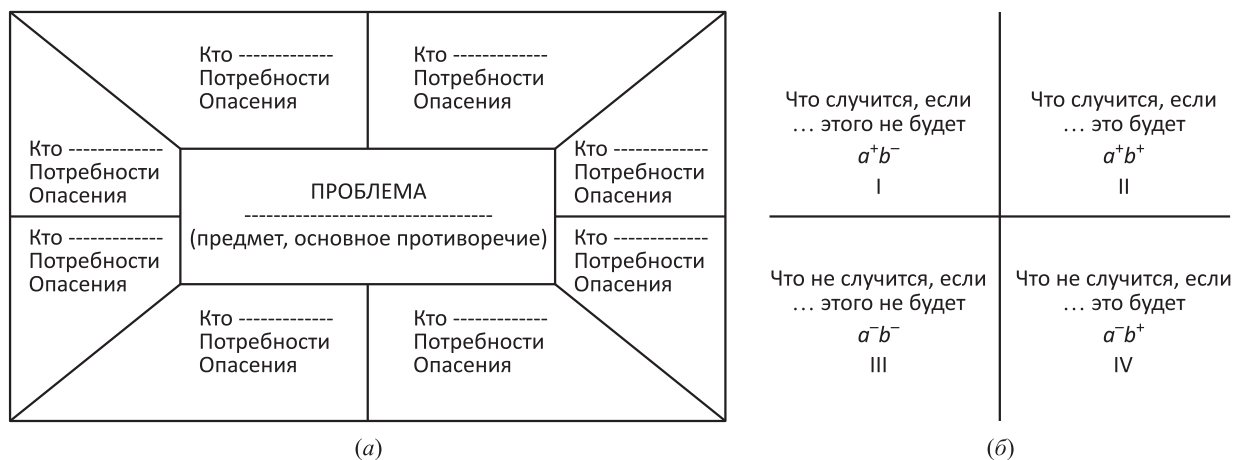 Кто -------------
Потребности
Опасения
Кто -------------
Потребности
Опасения
Кто -------------
Потребности
Опасения
ПРОБЛЕМА
----------------------------------
(предмет, основное противоречие)
Кто -------------
Потребности
Опасения
Кто -------------
Потребности
Опасения
Кто -------------
Потребности
Опасения
Кто -------------
Потребности
Опасения
Кто -------------
Потребности
Опасения
(а)
Что случится, если
… этого не будет
a⁺b⁻
I
Что случится, если
… это будет
a⁺b⁺
II
Что не случится, если
… этого не будет
a⁻b⁻
III
Что не случится, если
… это будет
a⁻b⁺
IV
(б)